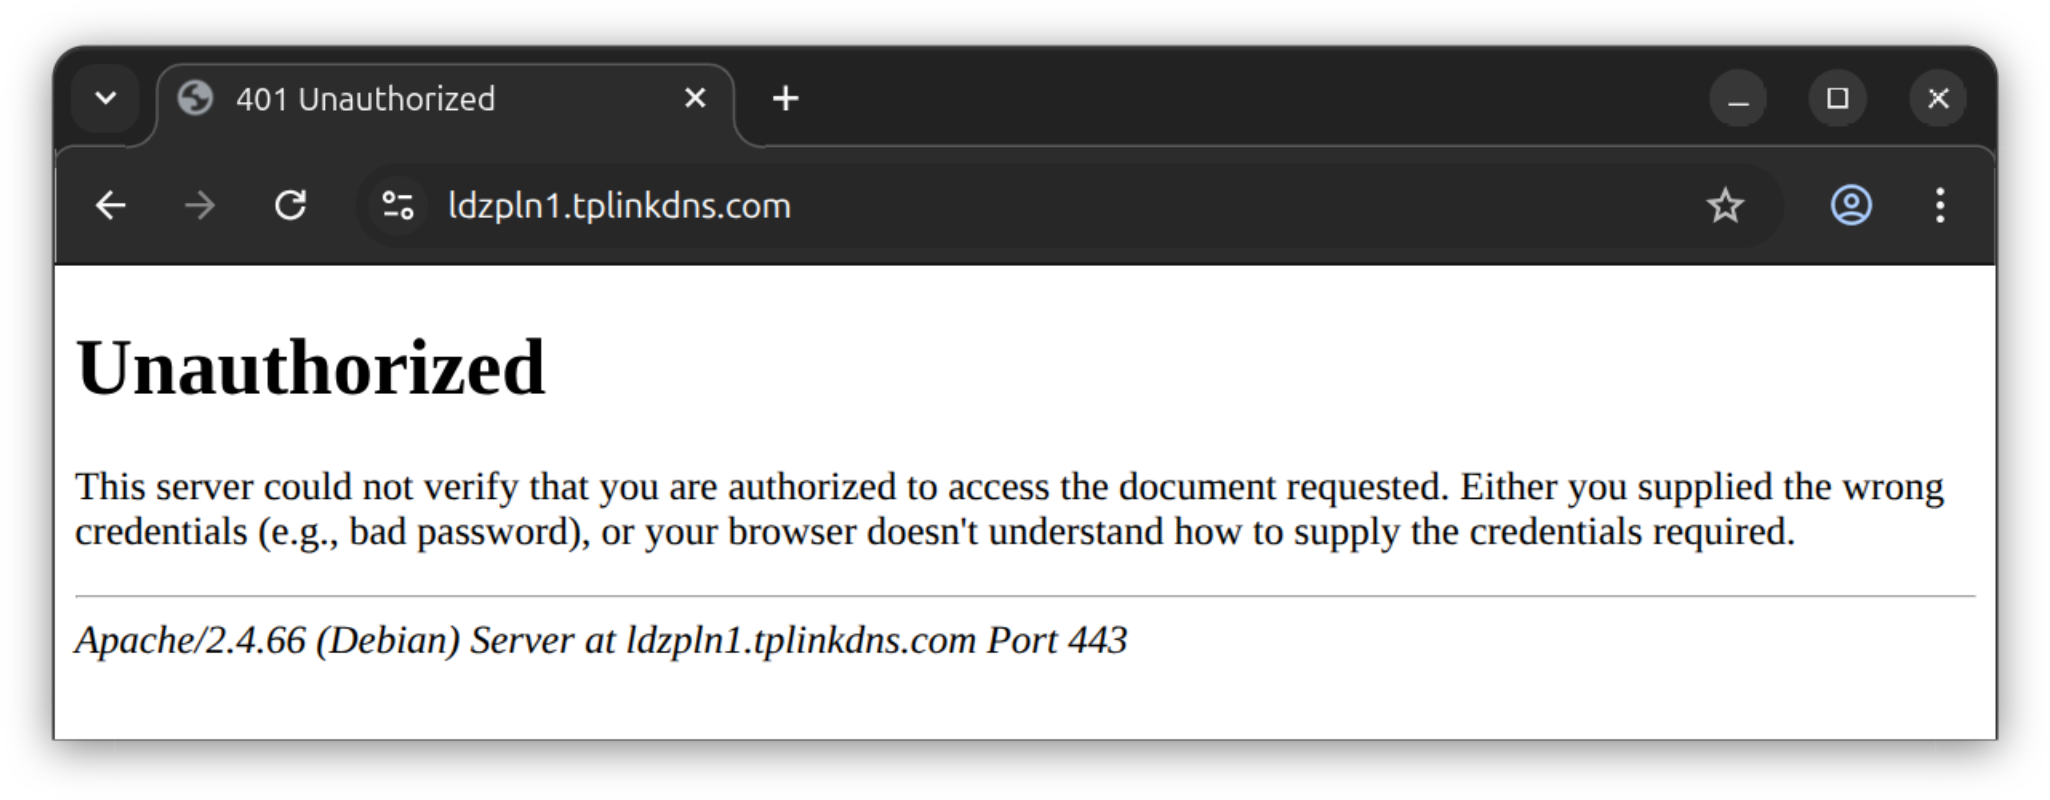 401 Unauthorized
ldzpln1.tplinkdns.com
Unauthorized
This server could not verify that you are authorized to access the document requested. Either you supplied the wrong
credentials (e.g., bad password), or your browser doesn't understand how to supply the credentials required.
Apache/2.4.66 (Debian) Server at ldzpln1.tplinkdns.com Port 443